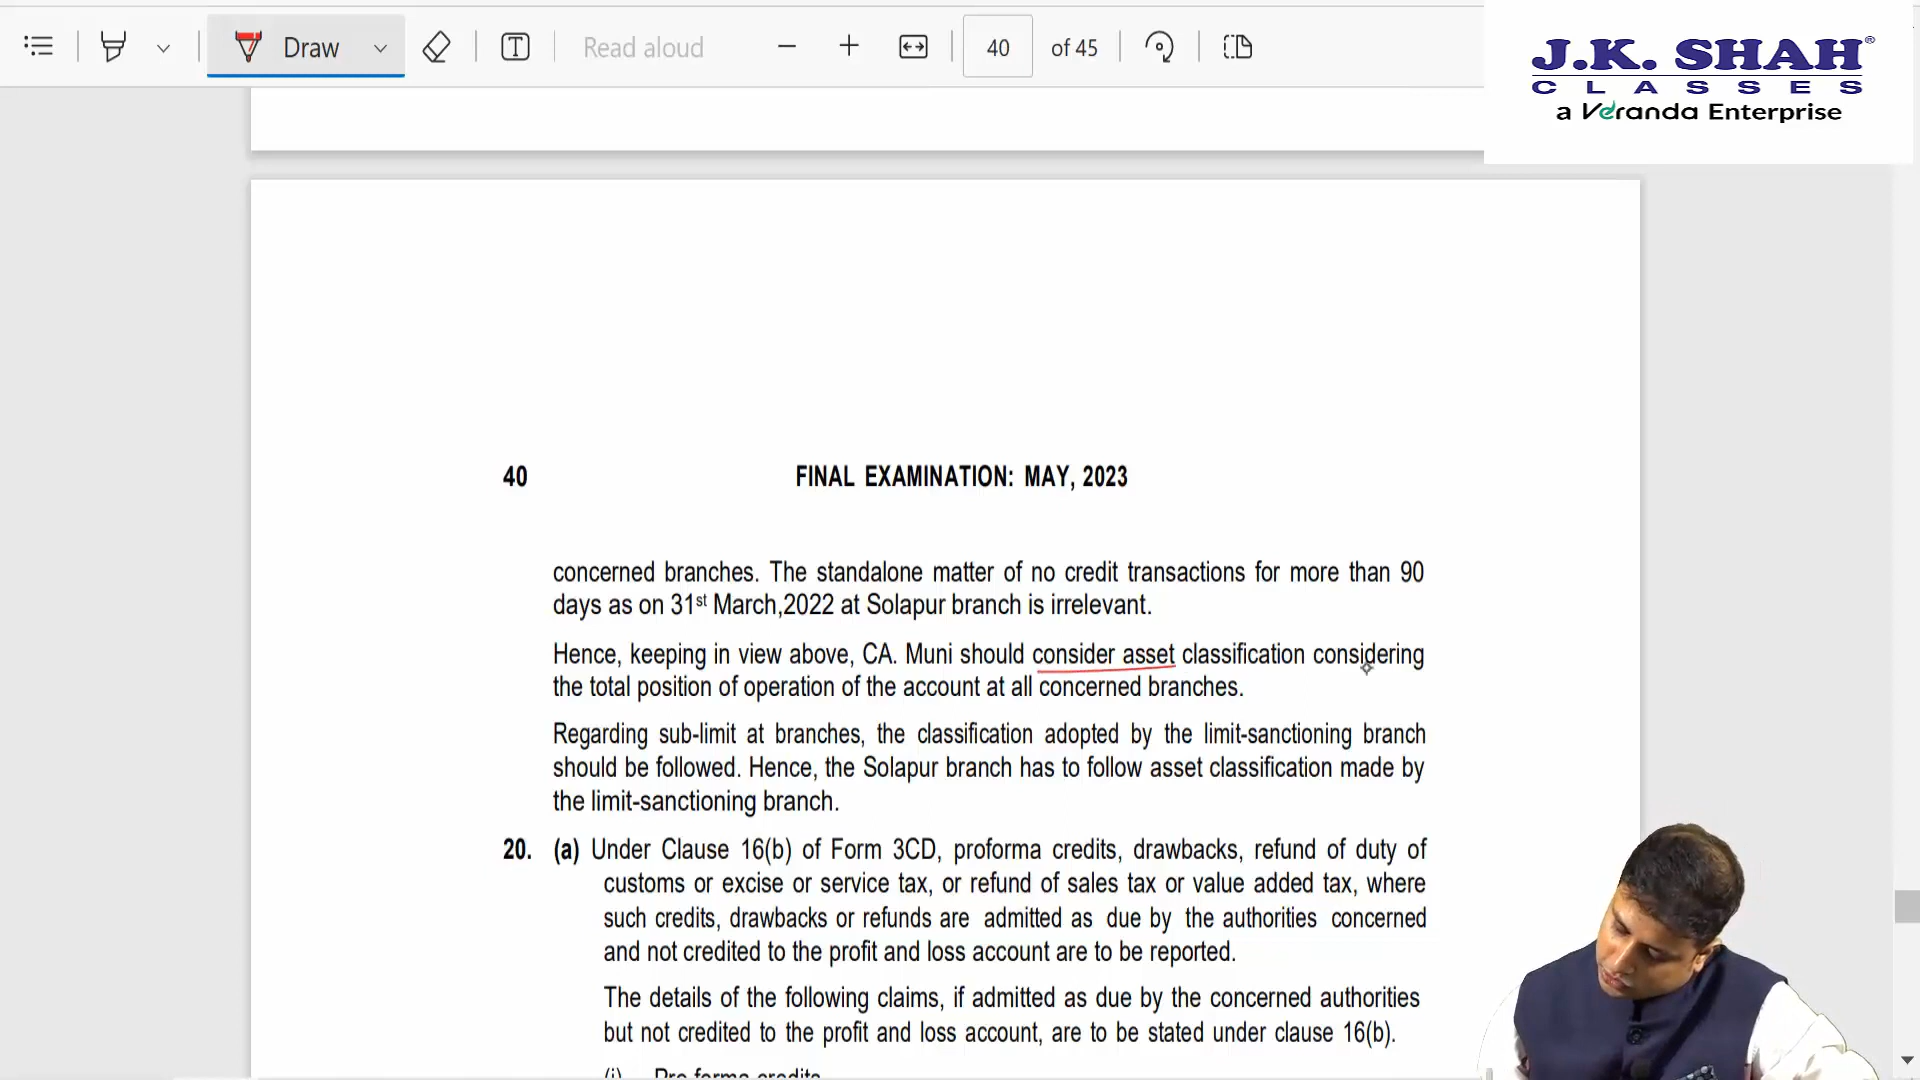 Draw
Read aloud
40
of 45
J.K. SHAH®
CLASSES
a Veranda Enterprise
40
FINAL EXAMINATION: MAY, 2023
concerned branches. The standalone matter of no credit transactions for more than 90
days as on 31st March,2022 at Solapur branch is irrelevant.
Hence, keeping in view above, CA. Muni should consider asset classification considering
the total position of operation of the account at all concerned branches.
Regarding sub-limit at branches, the classification adopted by the limit-sanctioning branch
should be followed. Hence, the Solapur branch has to follow asset classification made by
the limit-sanctioning branch.
20. (a) Under Clause 16(b) of Form 3CD, proforma credits, drawbacks, refund of duty of
customs or excise or service tax, or refund of sales tax or value added tax, where
such credits, drawbacks or refunds are admitted as due by the authorities concerned
and not credited to the profit and loss account are to be reported.
The details of the following claims, if admitted as due by the concerned authorities
but not credited to the profit and loss account, are to be stated under clause 16(b).
(i) Pro forma credits